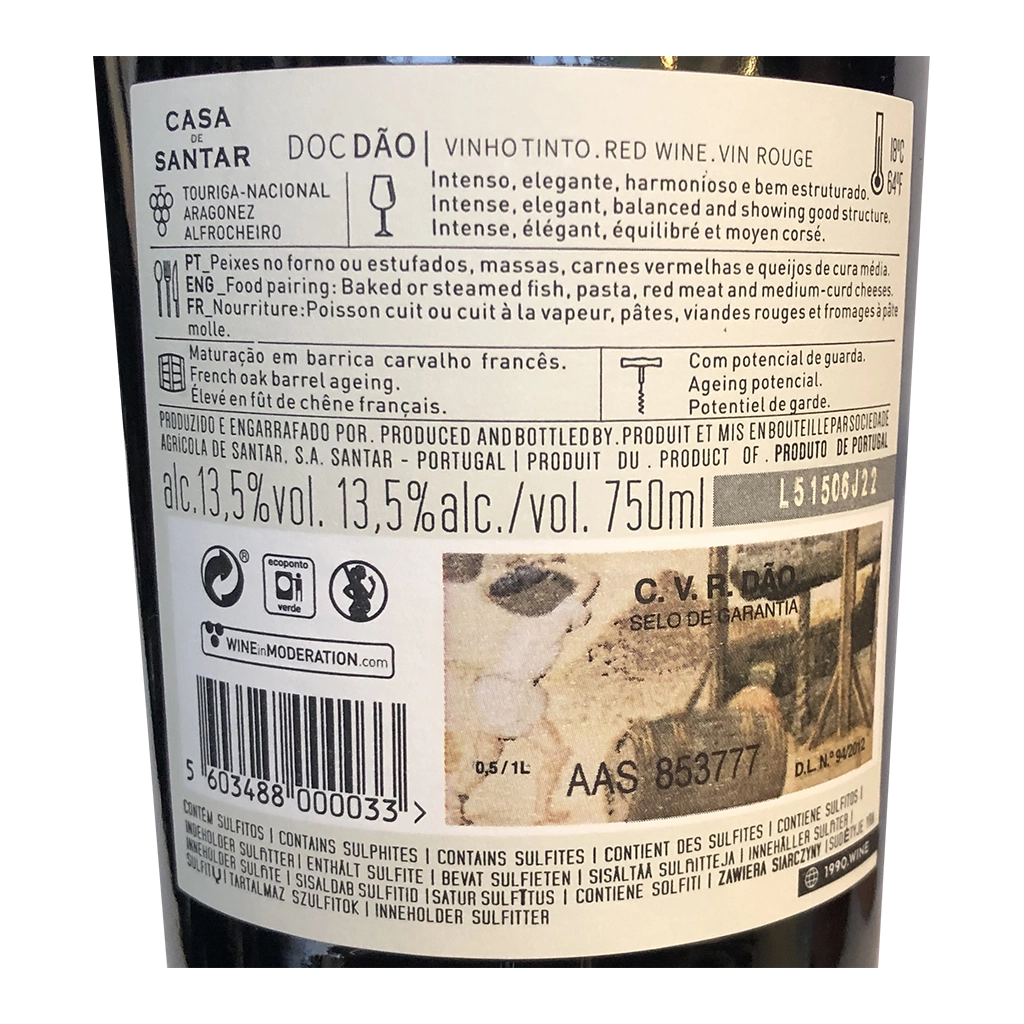 CASA
DE
SANTAR
DOC DÃO | VINHO TINTO . RED WINE . VIN ROUGE
18ºC
64ºF
TOURIGA-NACIONAL
ARAGONEZ
ALFROCHEIRO
Intenso, elegante, harmonioso e bem estruturado.
Intense, elegant, balanced and showing good structure.
Intense, élégant, équilibré et moyen corsé.
PT_Peixes no forno ou estufados, massas, carnes vermelhas e queijos de cura média.
ENG_Food pairing: Baked or steamed fish, pasta, red meat and medium-curd cheeses.
FR_Nourriture: Poisson cuit ou cuit à la vapeur, pâtes, viandes rouges et fromages à pâte
molle.
Maturação em barrica carvalho francês.
French oak barrel ageing.
Élevé en fût de chêne français.
Com potencial de guarda.
Ageing potencial.
Potentiel de garde.
PRODUZIDO E ENGARRAFADO POR. PRODUCED AND BOTTLED BY. PRODUIT ET MIS EN BOUTEILLE PAR SOCIEDADE
AGRÍCOLA DE SANTAR, S.A. SANTAR - PORTUGAL | PRODUIT DU . PRODUCT OF . PRODUTO DE PORTUGAL
alc.13,5%vol. 13,5%alc./vol. 750ml
L51506J22
®
ecoponto
verde
WINEinMODERATION.com
C. V. R. DÃO
SELO DE GARANTIA
0,5 / 1L
AAS 853777
D.L. N.º 94/2012
5 603488 000033 >
CONTÉM SULFITOS | CONTAINS SULPHITES | CONTAINS SULFITES | CONTIENT DES SULFITES | CONTIENE SULFITOS |
INDEHOLDER SULFITTER | ENTHÄLT SULFITE | BEVAT SULFIETEN | SISÄLTÄÄ SULFIITTEJA | INNEHÅLLER SULFITER |
INNEHOLDER SULFITE | SISALDAB SULFITID | SATUR SULFĪTUS | CONTIENE SOLFITI | ZAWIERA SIARCZYNY | SUDĖTYJE YRA
SULFITŲ | TARTALMAZ SZULFITOK | INNEHOLDER SULFITTER
1990.WINE